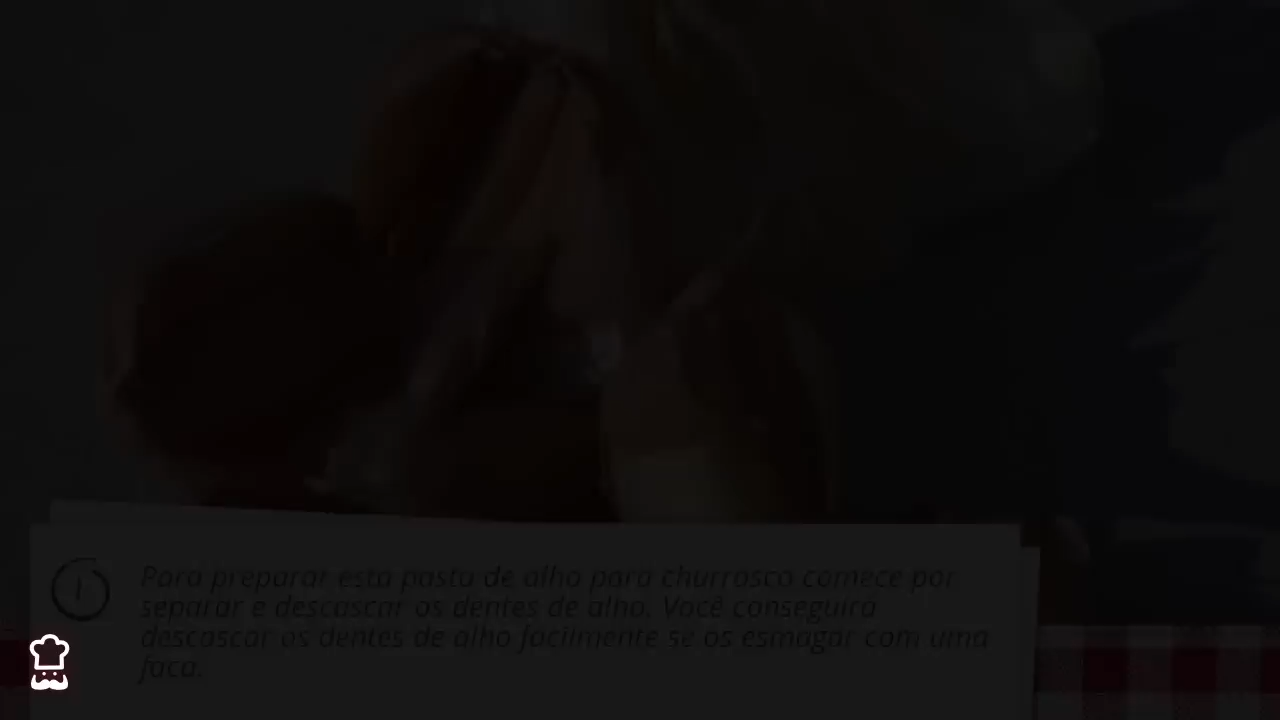 1
Para preparar esta pasta de alho para churrasco comece por
separar e descascar os dentes de alho. Você conseguirá
descascar os dentes de alho facilmente se os esmagar com uma
faca.